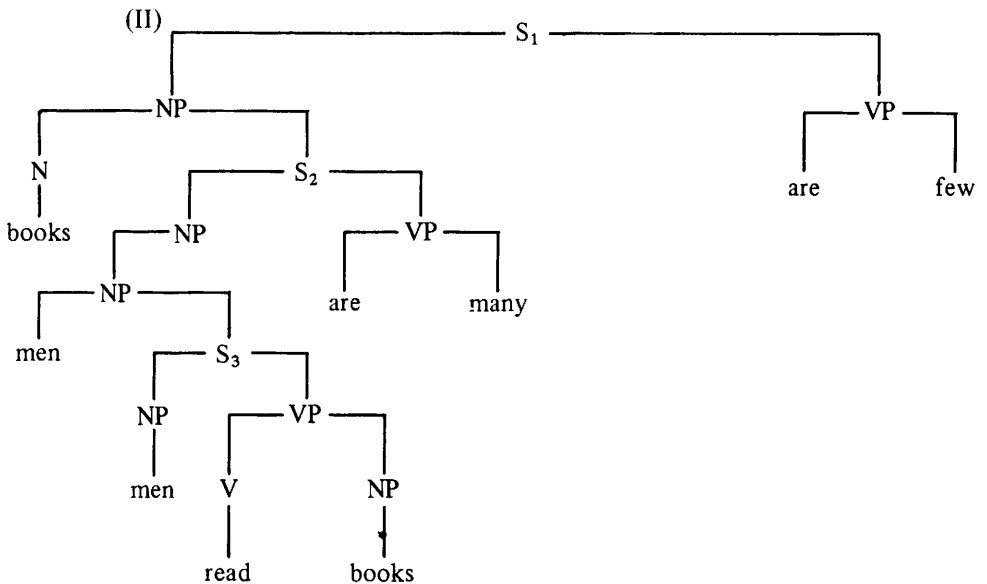 (II) S₁
NP VP
N S₂ are few
books NP VP
NP are many
men S₃
NP VP
men V NP
read books